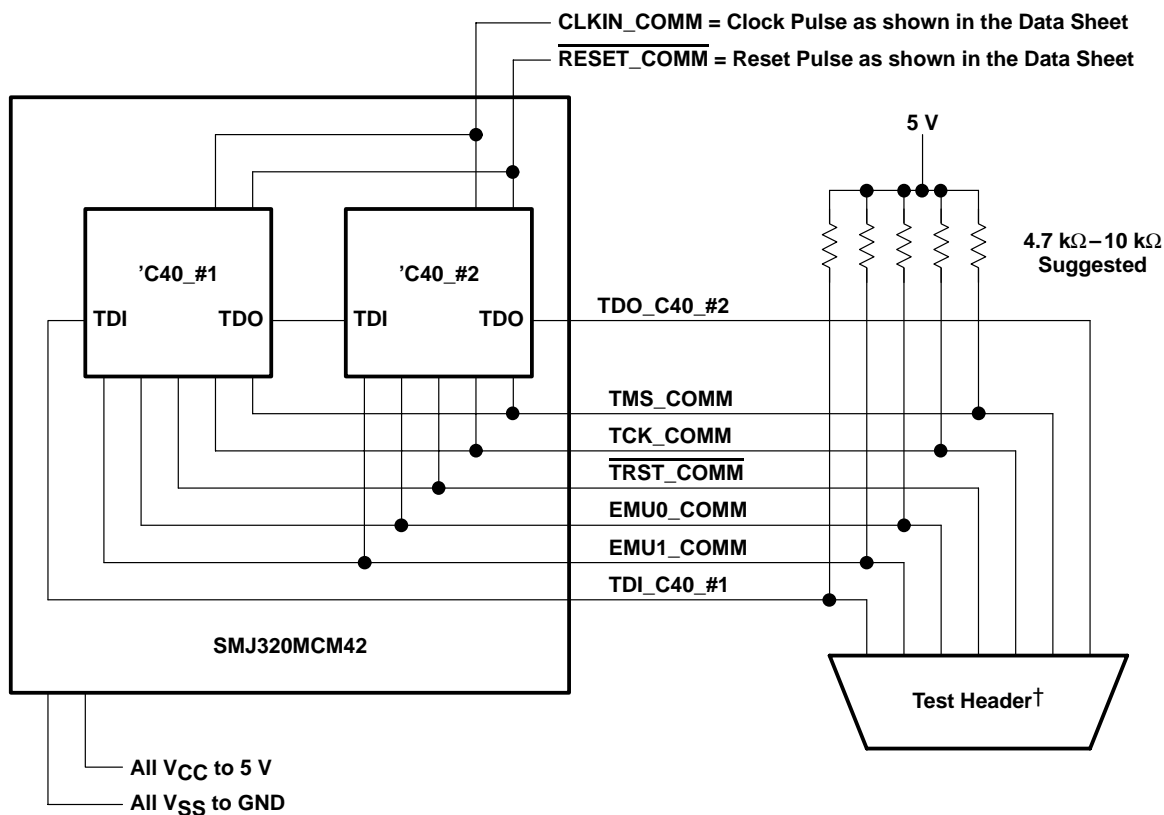 CLKIN_COMM = Clock Pulse as shown in the Data Sheet
RESET_COMM = Reset Pulse as shown in the Data Sheet
5 V
4.7 kΩ–10 kΩ
Suggested
'C40_#1
'C40_#2
TDI
TDO
TDI
TDO
TDO_C40_#2
TMS_COMM
TCK_COMM
TRST_COMM
EMU0_COMM
EMU1_COMM
TDI_C40_#1
SMJ320MCM42
Test Header†
All VCC to 5 V
All VSS to GND